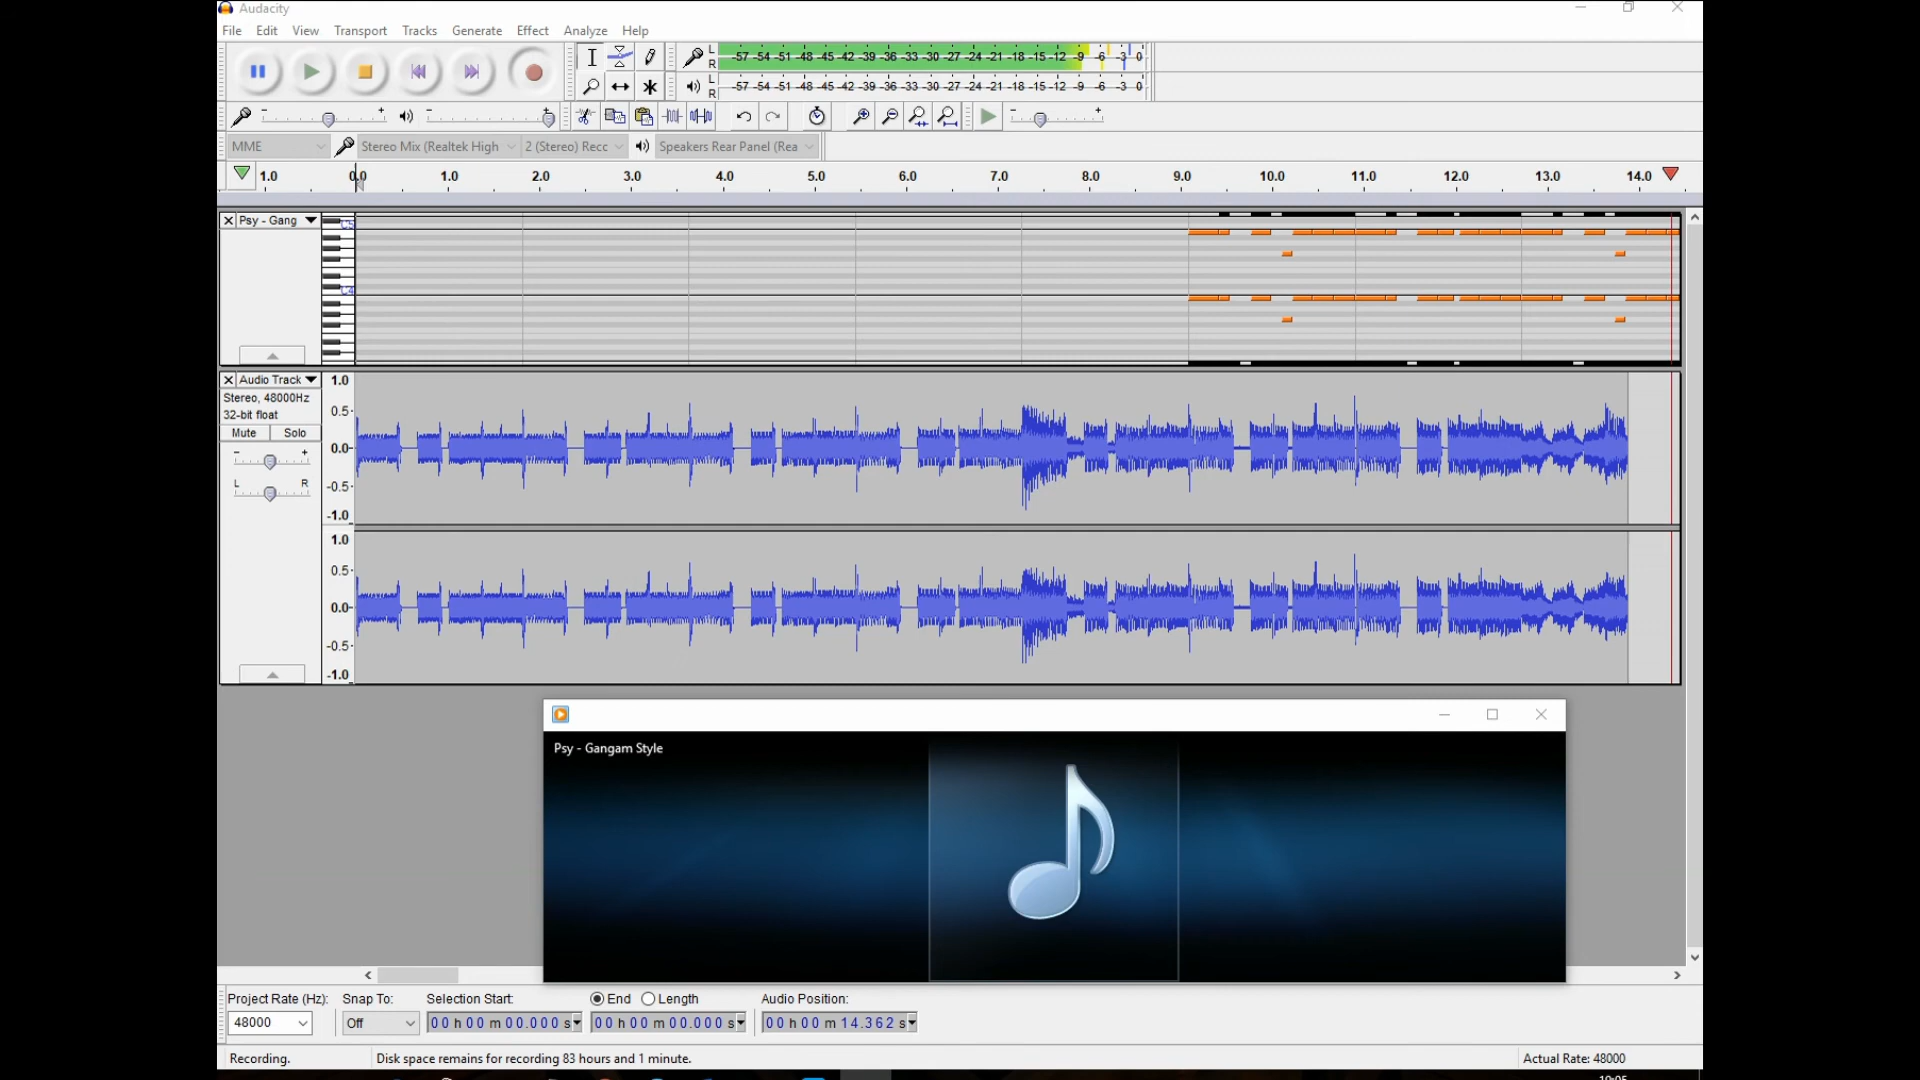 Audacity
File Edit View Transport Tracks Generate Effect Analyze Help
L
R
-57 -54 -51 -48 -45 -42 -39 -36 -33 -30 -27 -24 -21 -18 -15 -12 -9 -6 -3 0
L
R
-57 -54 -51 -48 -45 -42 -39 -36 -33 -30 -27 -24 -21 -18 -15 -12 -9 -6 -3 0
- + - + - +
MME Stereo Mix (Realtek High 2 (Stereo) Recc Speakers Rear Panel (Rea
1.0 0.0 1.0 2.0 3.0 4.0 5.0 6.0 7.0 8.0 9.0 10.0 11.0 12.0 13.0 14.0
Psy - Gang
C5
C4
Audio Track
Stereo, 48000Hz
32-bit float
Mute Solo
- +
L R
1.0
0.5
0.0
-0.5
-1.0
1.0
0.5
0.0
-0.5
-1.0
Psy - Gangam Style
Project Rate (Hz): Snap To: Selection Start: End Length Audio Position:
48000 Off 00 h 00 m 00.000 s 00 h 00 m 00.000 s 00 h 00 m 14.362 s
Recording. Disk space remains for recording 83 hours and 1 minute. Actual Rate: 48000